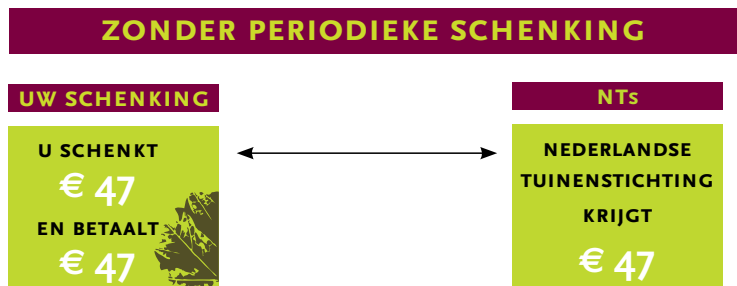 ZONDER PERIODIEKE SCHENKING
UW SCHENKING
U SCHENKT
€ 47
EN BETAALT
€ 47
NTs
NEDERLANDSE
TUINENSTICHTING
KRIJGT
€ 47